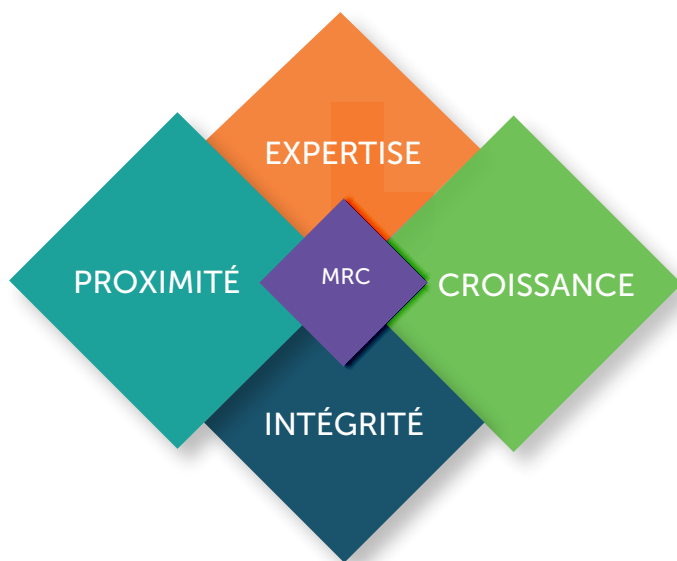 EXPERTISE
PROXIMITÉ
MRC
CROISSANCE
INTÉGRITÉ